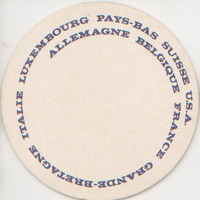 ITALIE LUXEMBOURG PAYS-BAS SUISSE U.S.A.
ALLEMAGNE BELGIQUE FRANCE GRANDE-BRETAGNE